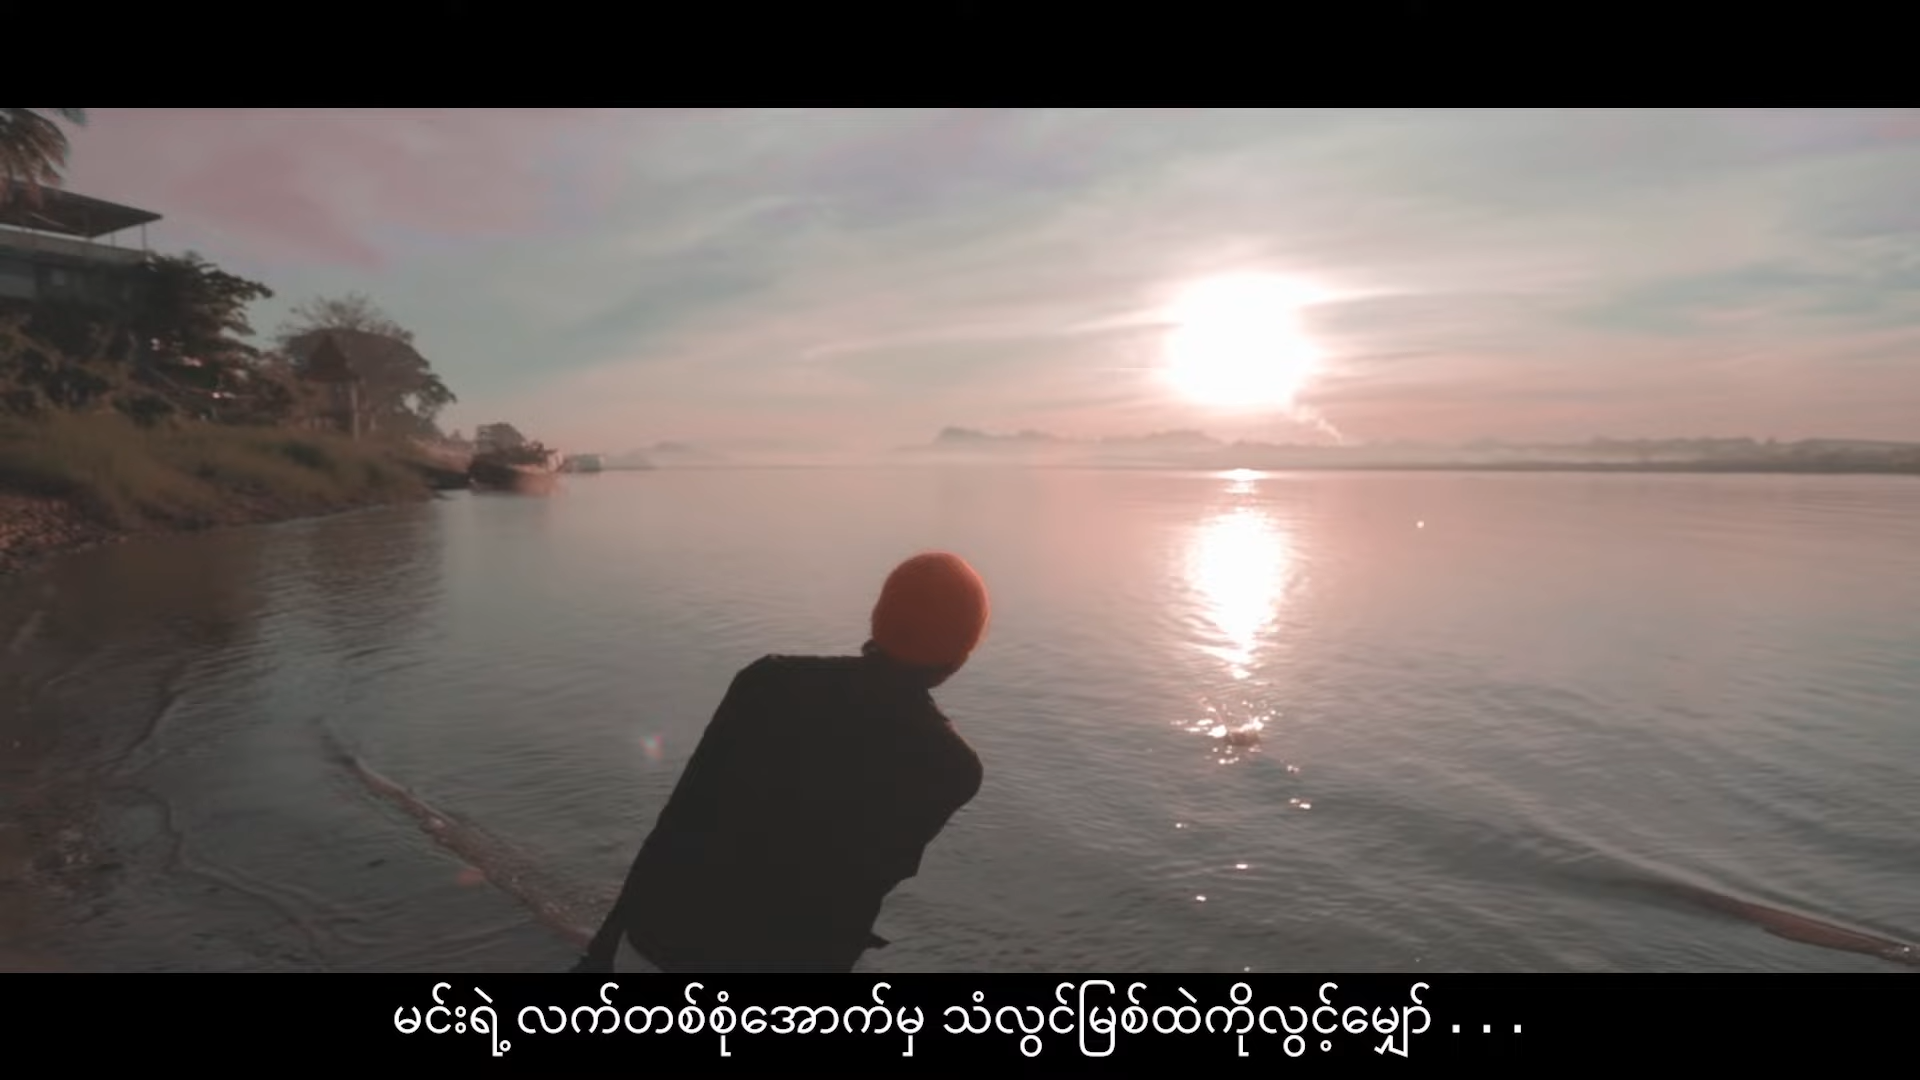 မင်းရဲ့လက်တစ်စုံအောက်မှ သံလွင်မြစ်ထဲကိုလွင့်မျှော် . . .